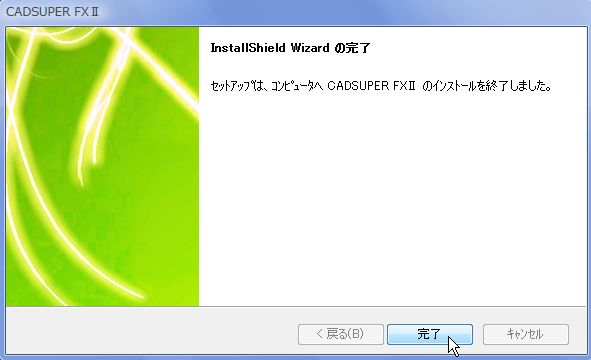 CADSUPER FXⅡ
InstallShield Wizard の完了
ｾｯﾄｱｯﾌﾟは、ｺﾝﾋﾟｭｰﾀへ CADSUPER FXⅡ のｲﾝｽﾄｰﾙを終了しました。
< 戻る(B) 完了 ｷｬﾝｾﾙ